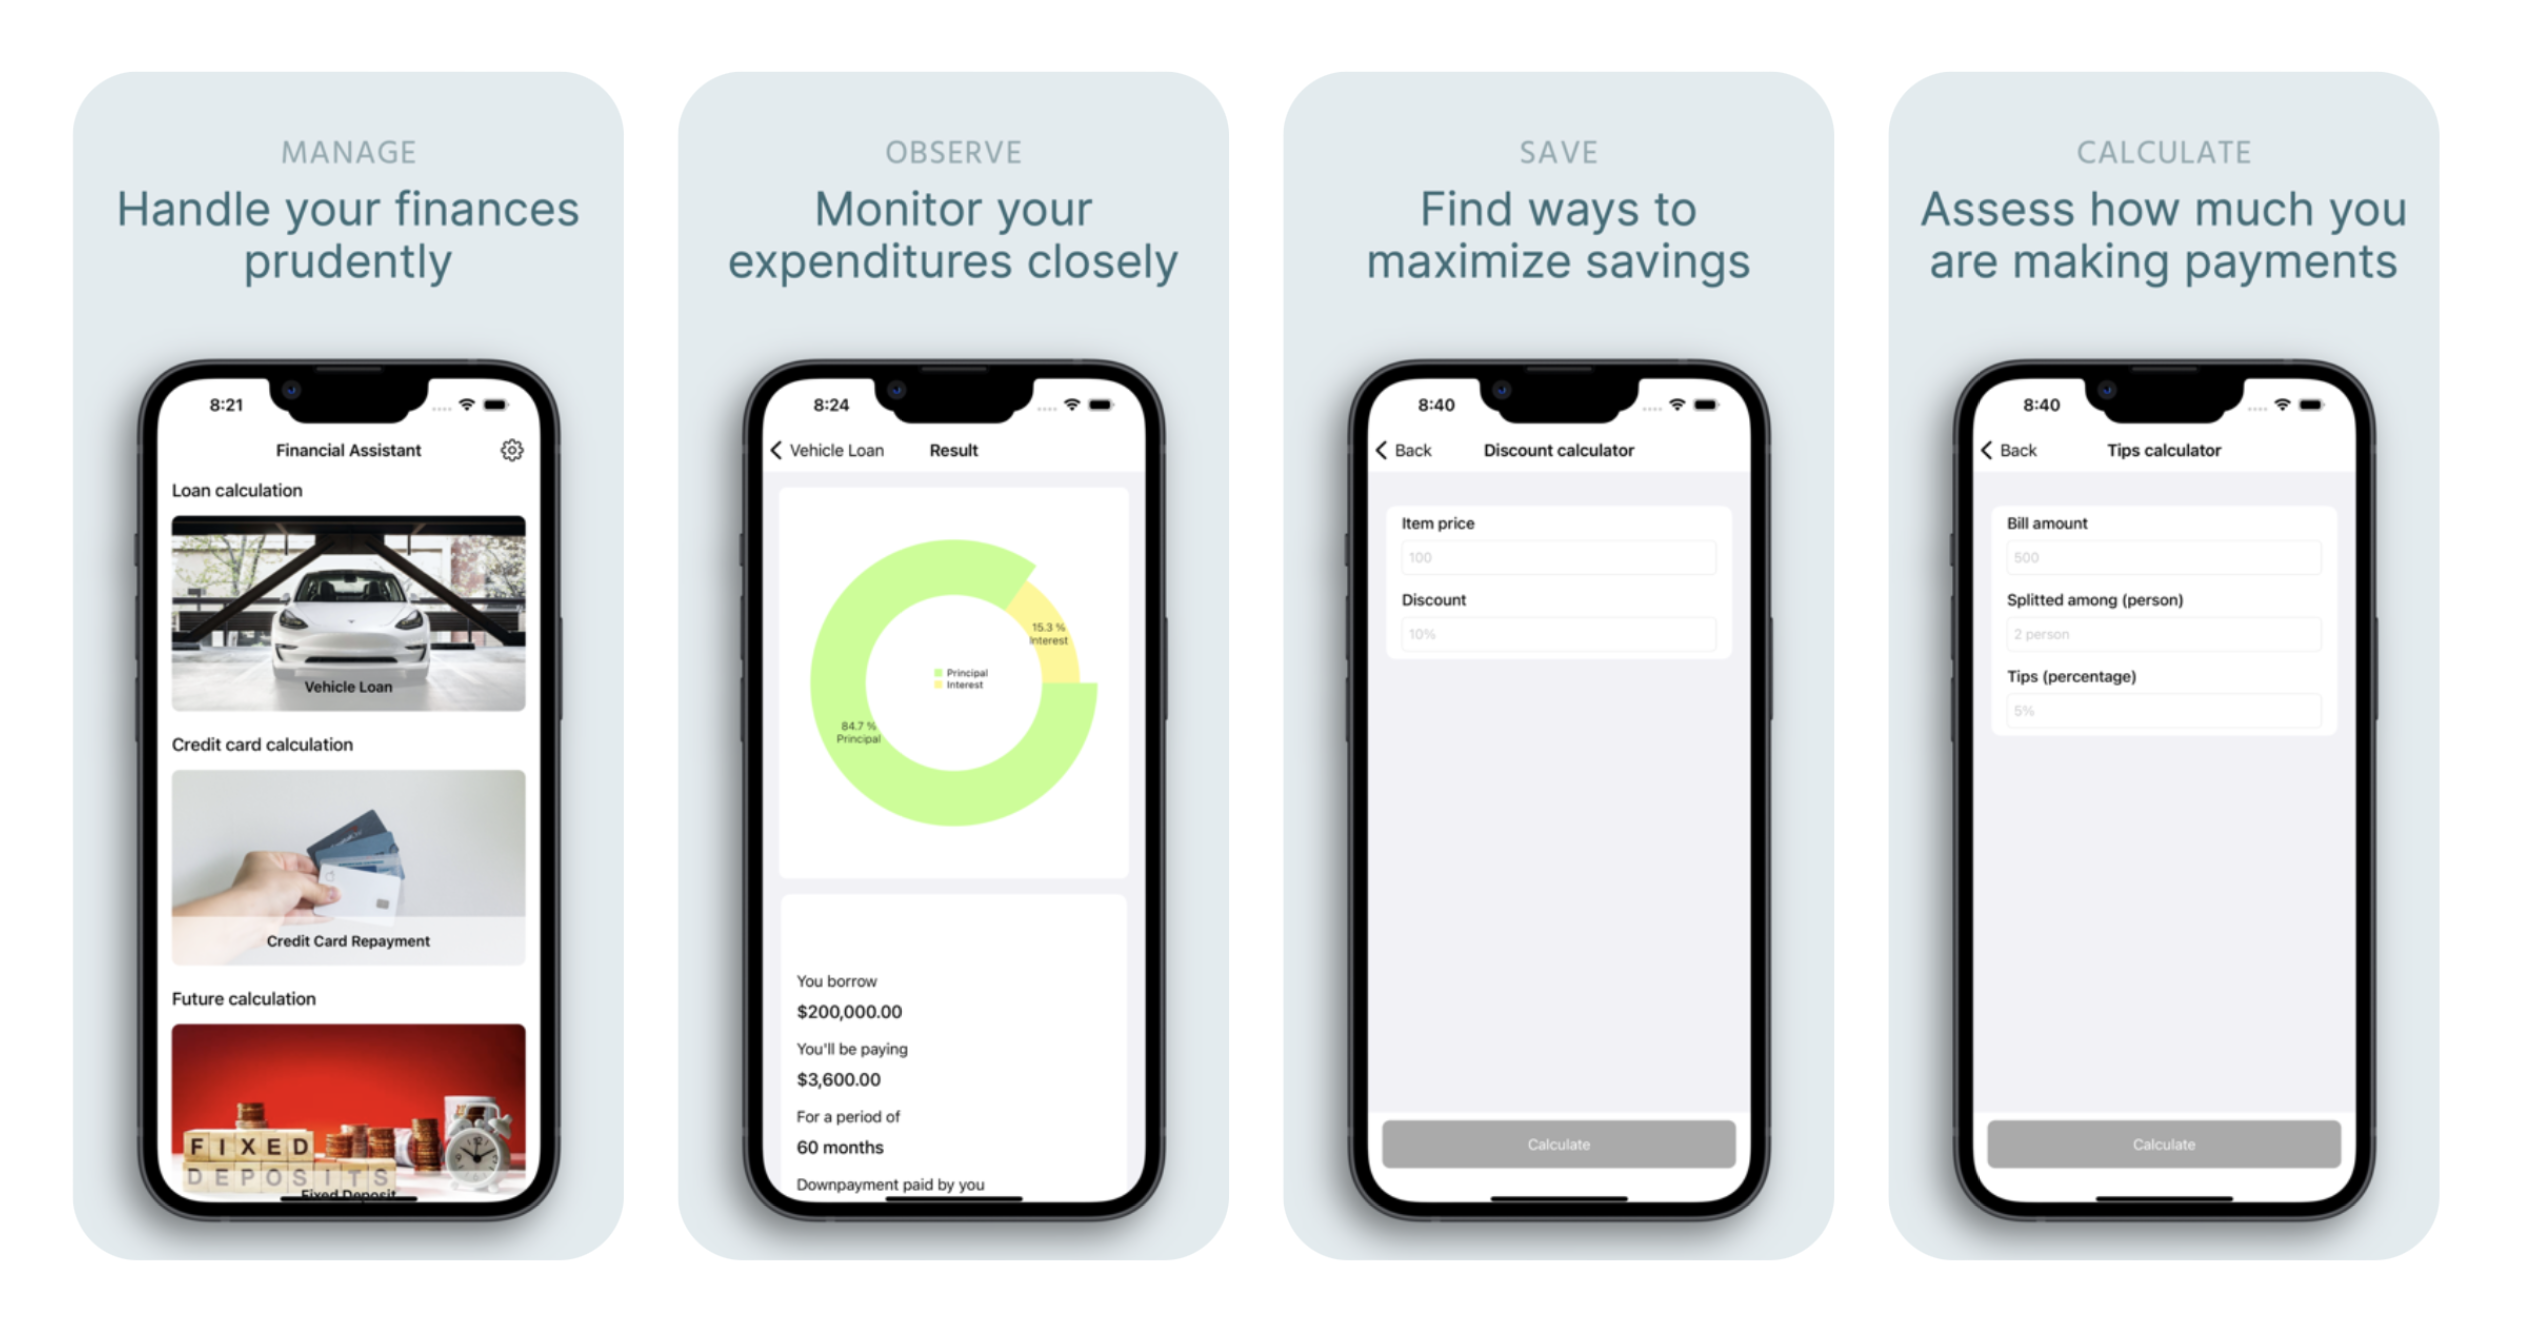 MANAGE
Handle your finances
prudently
8:21
Financial Assistant
Loan calculation
Vehicle Loan
Credit card calculation
Credit Card Repayment
Future calculation
FIXED
DEPOSITS
Fixed Deposit
OBSERVE
Monitor your
expenditures closely
8:24
Vehicle Loan
Result
15.3 %
Interest
Principal
Interest
84.7 %
Principal
You borrow
$200,000.00
You'll be paying
$3,600.00
For a period of
60 months
Downpayment paid by you
SAVE
Find ways to
maximize savings
8:40
Back
Discount calculator
Item price
100
Discount
10%
Calculate
CALCULATE
Assess how much you
are making payments
8:40
Back
Tips calculator
Bill amount
500
Splitted among (person)
2 person
Tips (percentage)
5%
Calculate